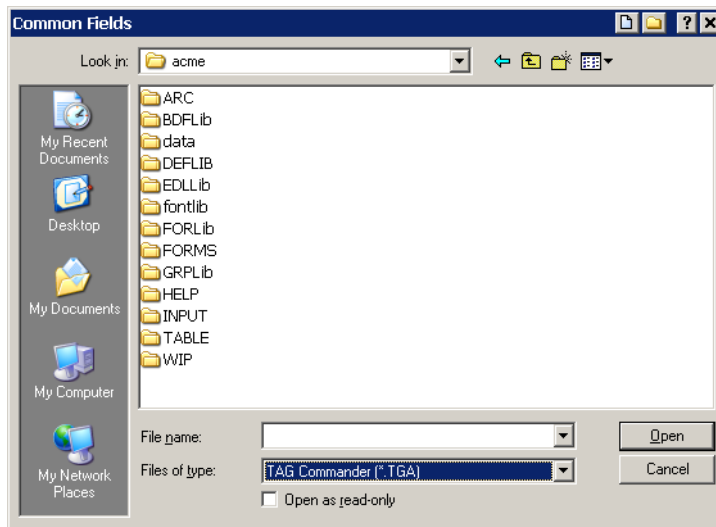 Common Fields
Look in:
acme
ARC
BDFLib
data
DEFLIB
EDLLib
fontlib
FORLib
FORMS
GRPLib
HELP
INPUT
TABLE
WIP
My Recent
Documents
Desktop
My Documents
My Computer
My Network
Places
File name:
Open
Files of type:
TAG Commander (*.TGA)
Cancel
Open as read-only